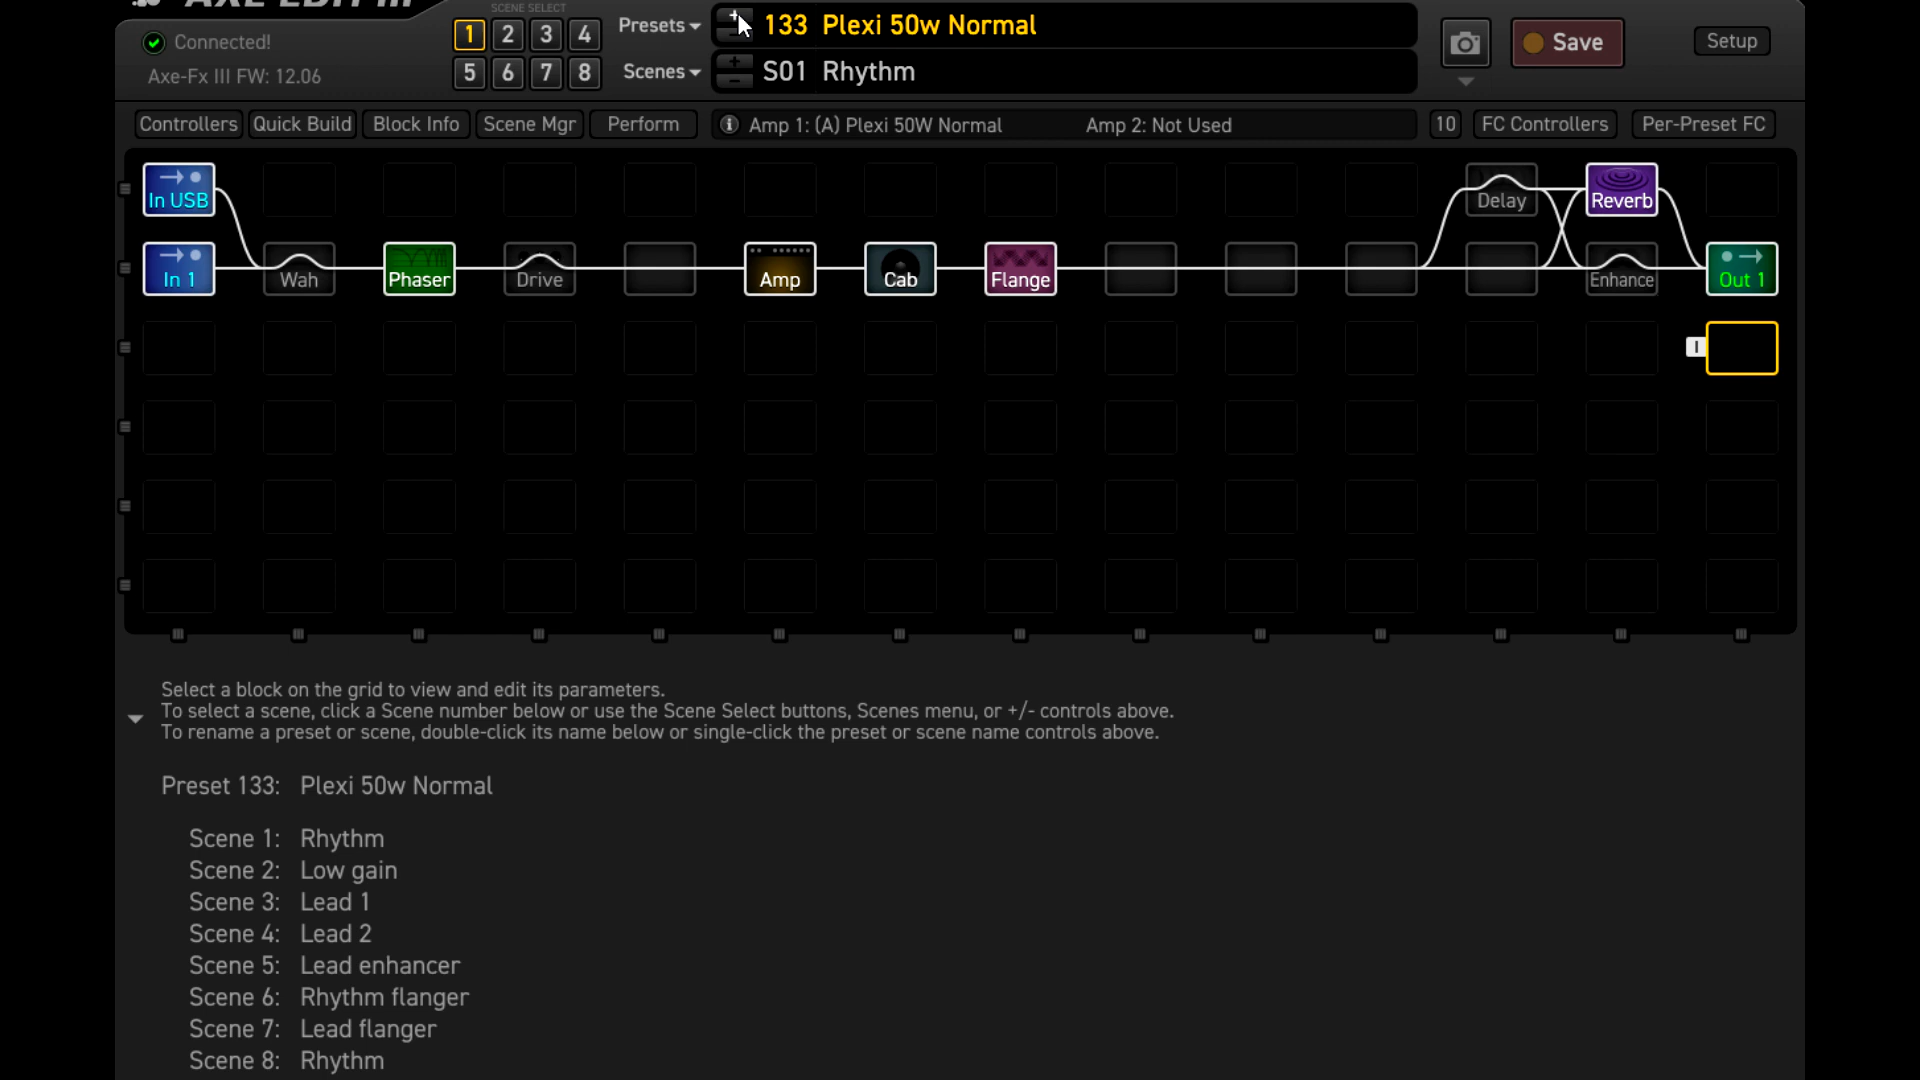 AXE EDIT III
SCENE SELECT
Connected!
Axe-Fx III FW: 12.06
1 2 3 4
5 6 7 8
Presets
Scenes
133 Plexi 50w Normal
S01 Rhythm
Save
Setup
Controllers Quick Build Block Info Scene Mgr Perform
Amp 1: (A) Plexi 50W Normal Amp 2: Not Used
10 FC Controllers Per-Preset FC
In USB Delay Reverb
In 1 Wah Phaser Drive Amp Cab Flange Enhance Out 1
I
Select a block on the grid to view and edit its parameters.
To select a scene, click a Scene number below or use the Scene Select buttons, Scenes menu, or +/- controls above.
To rename a preset or scene, double-click its name below or single-click the preset or scene name controls above.
Preset 133: Plexi 50w Normal
Scene 1: Rhythm
Scene 2: Low gain
Scene 3: Lead 1
Scene 4: Lead 2
Scene 5: Lead enhancer
Scene 6: Rhythm flanger
Scene 7: Lead flanger
Scene 8: Rhythm